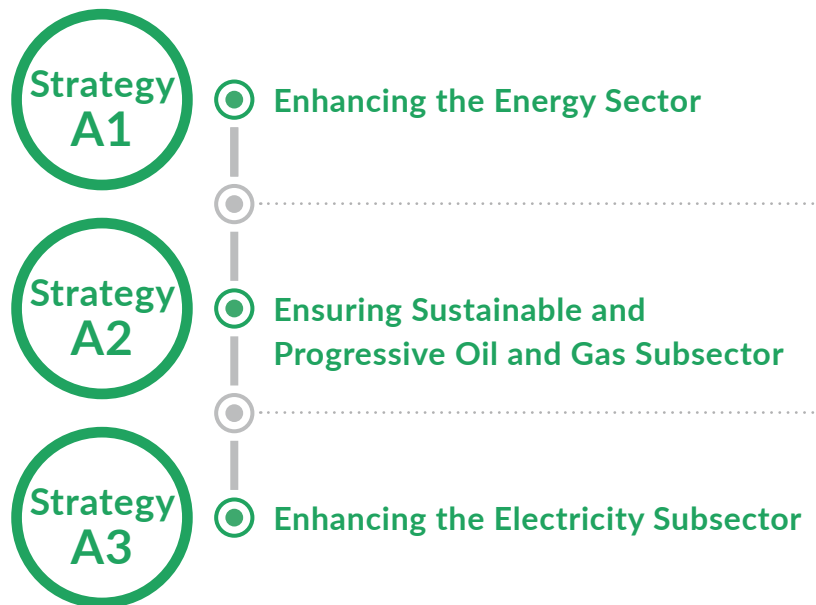 Strategy
A1
Enhancing the Energy Sector
Strategy
A2
Ensuring Sustainable and
Progressive Oil and Gas Subsector
Strategy
A3
Enhancing the Electricity Subsector